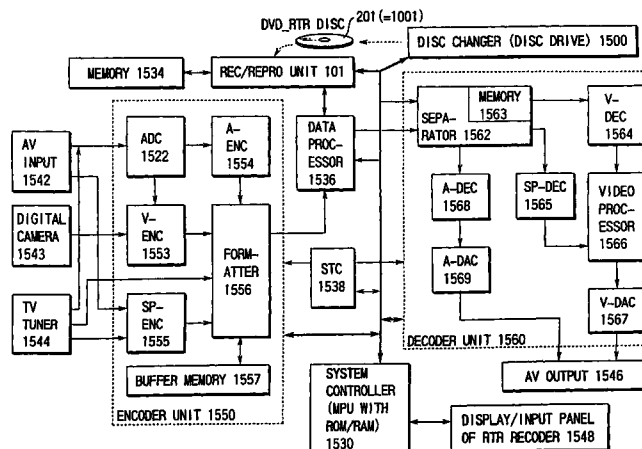 DVD_RTR DISC
201 (=1001)
DISC CHANGER (DISC DRIVE) 1500
MEMORY 1534
REC/REPRO UNIT 101
AV
INPUT
1542
DIGITAL
CAMERA
1543
TV
TUNER
1544
ADC
1522
A-
ENC
1554
V-
ENC
1553
FORM-
ATTER
1556
SP-
ENC
1555
BUFFER MEMORY 1557
ENCODER UNIT 1550
DATA
PROC-
ESSOR
1536
STC
1538
SEPA-
RATOR
1562
MEMORY
1563
V-
DEC
1564
A-DEC
1568
SP-DEC
1565
VIDEO
PROC-
ESSOR
1566
A-DAC
1569
V-DAC
1567
DECODER UNIT 1560
AV OUTPUT 1546
SYSTEM
CONTROLLER
(MPU WITH
ROM/RAM)
1530
DISPLAY/INPUT PANEL
OF RTR RECODER 1548